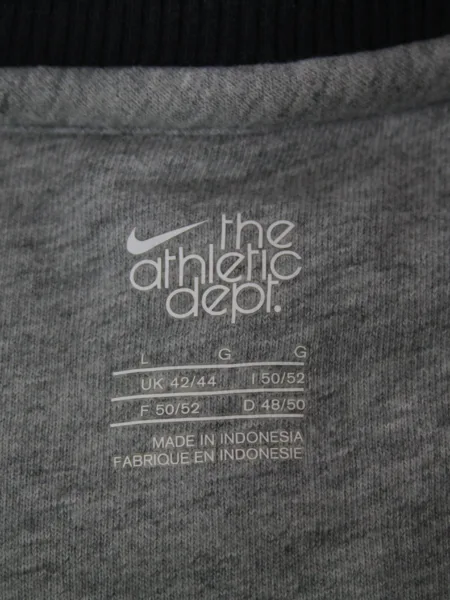 the
athletic
dept.
L G G
UK 42/44 I 50/52
F 50/52 D 48/50
MADE IN INDONESIA
FABRIQUE EN INDONESIE